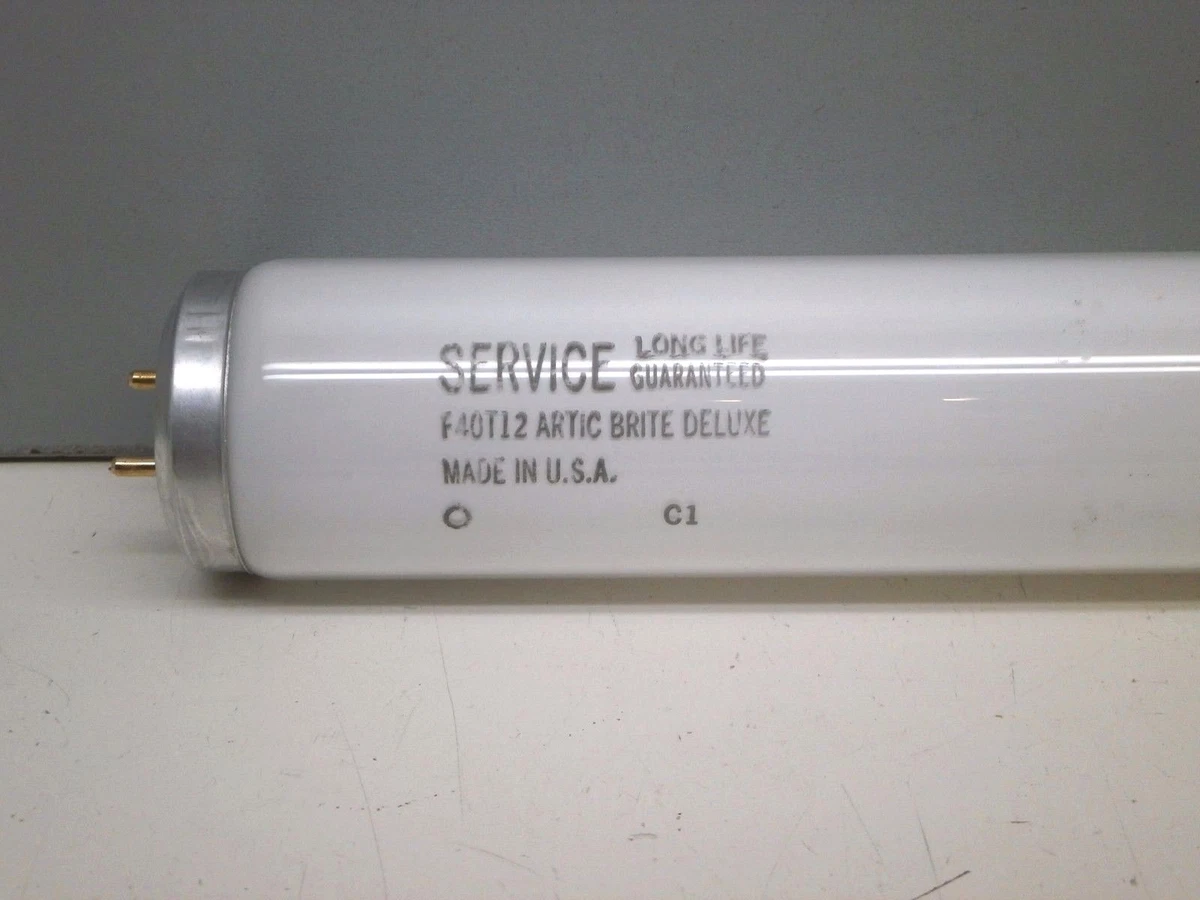 SERVICE LONG LIFE GUARANTEED
F40T12 ARTIC BRITE DELUXE
MADE IN U.S.A.
O C1